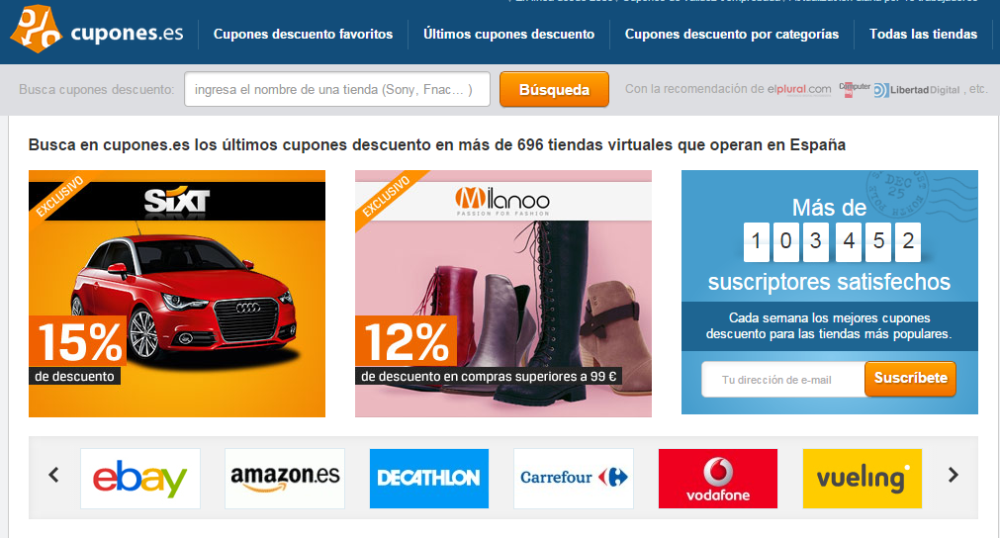 cupones.es
Cupones descuento favoritos
Últimos cupones descuento
Cupones descuento por categorías
Todas las tiendas
Busca cupones descuento:
ingresa el nombre de una tienda (Sony, Fnac... )
Búsqueda
Con la recomendación de elplural.com Computer LibertadDigital , etc.
Busca en cupones.es los últimos cupones descuento en más de 696 tiendas virtuales que operan en España
EXCLUSIVO
SIXT
15%
de descuento
EXCLUSIVO
Milanoo
PASSION FOR FASHION
12%
de descuento en compras superiores a 99 €
DEC
25
Más de
1 0 3 4 5 2
suscriptores satisfechos
Cada semana los mejores cupones
descuento para las tiendas más populares.
Tu dirección de e-mail
Suscríbete
ebay
amazon.es
DECATHLON
Carrefour
vodafone
vueling